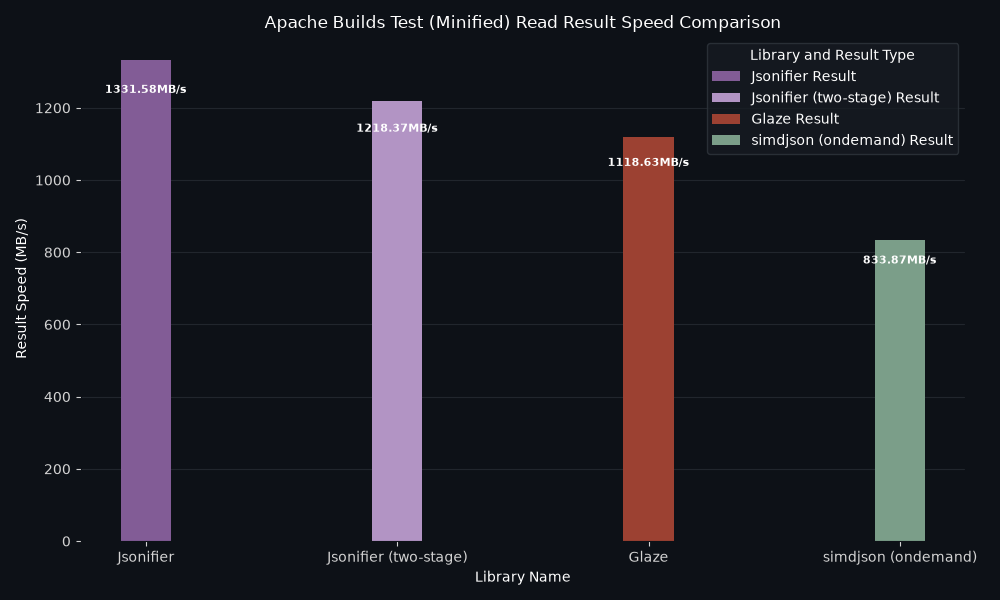 Apache Builds Test (Minified) Read Result Speed Comparison
Library and Result Type
Jsonifier Result
Jsonifier (two-stage) Result
Glaze Result
simdjson (ondemand) Result
1331.58MB/s
1218.37MB/s
1118.63MB/s
833.87MB/s
Result Speed (MB/s)
1200
1000
800
600
400
200
0
Jsonifier
Jsonifier (two-stage)
Glaze
simdjson (ondemand)
Library Name